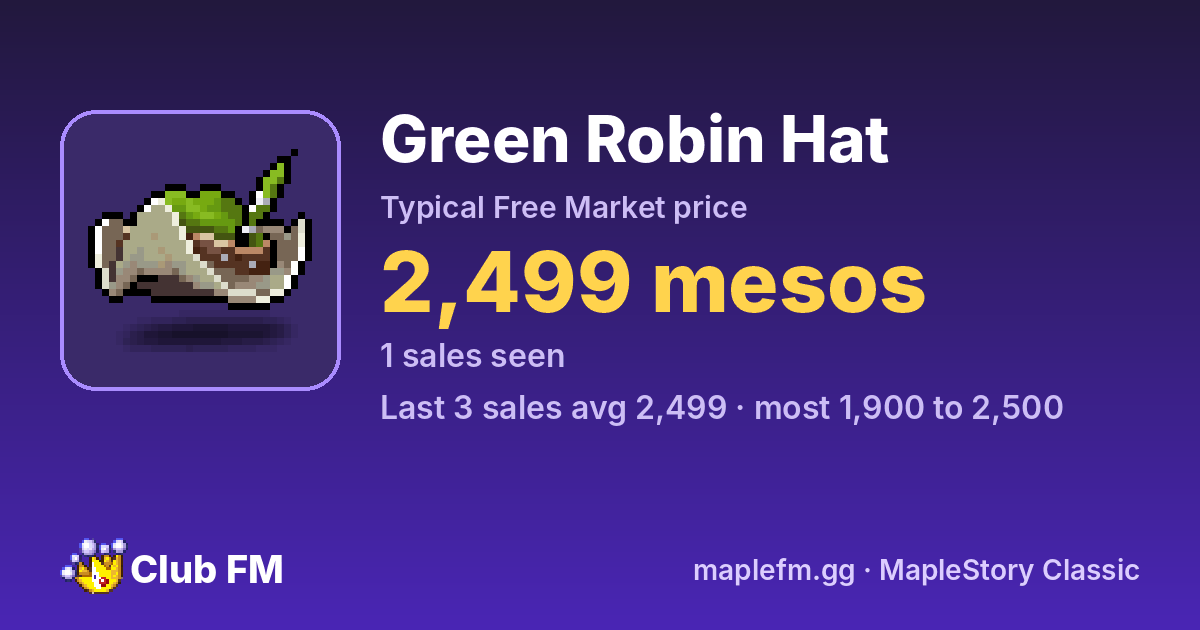 Green Robin Hat
Typical Free Market price
2,499 mesos
1 sales seen
Last 3 sales avg 2,499 · most 1,900 to 2,500
Club FM
maplefm.gg · MapleStory Classic